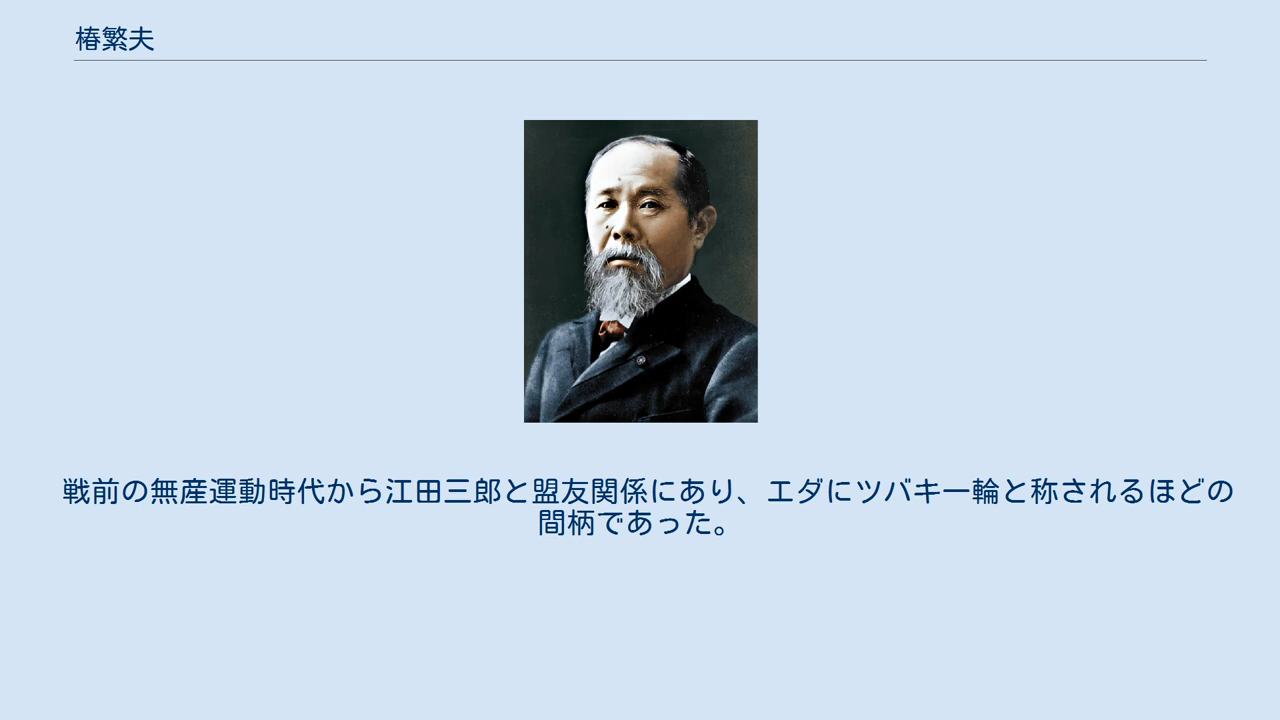 椿繁夫
戦前の無産運動時代から江田三郎と盟友関係にあり、エダにツバキ一輪と称されるほどの
間柄であった。